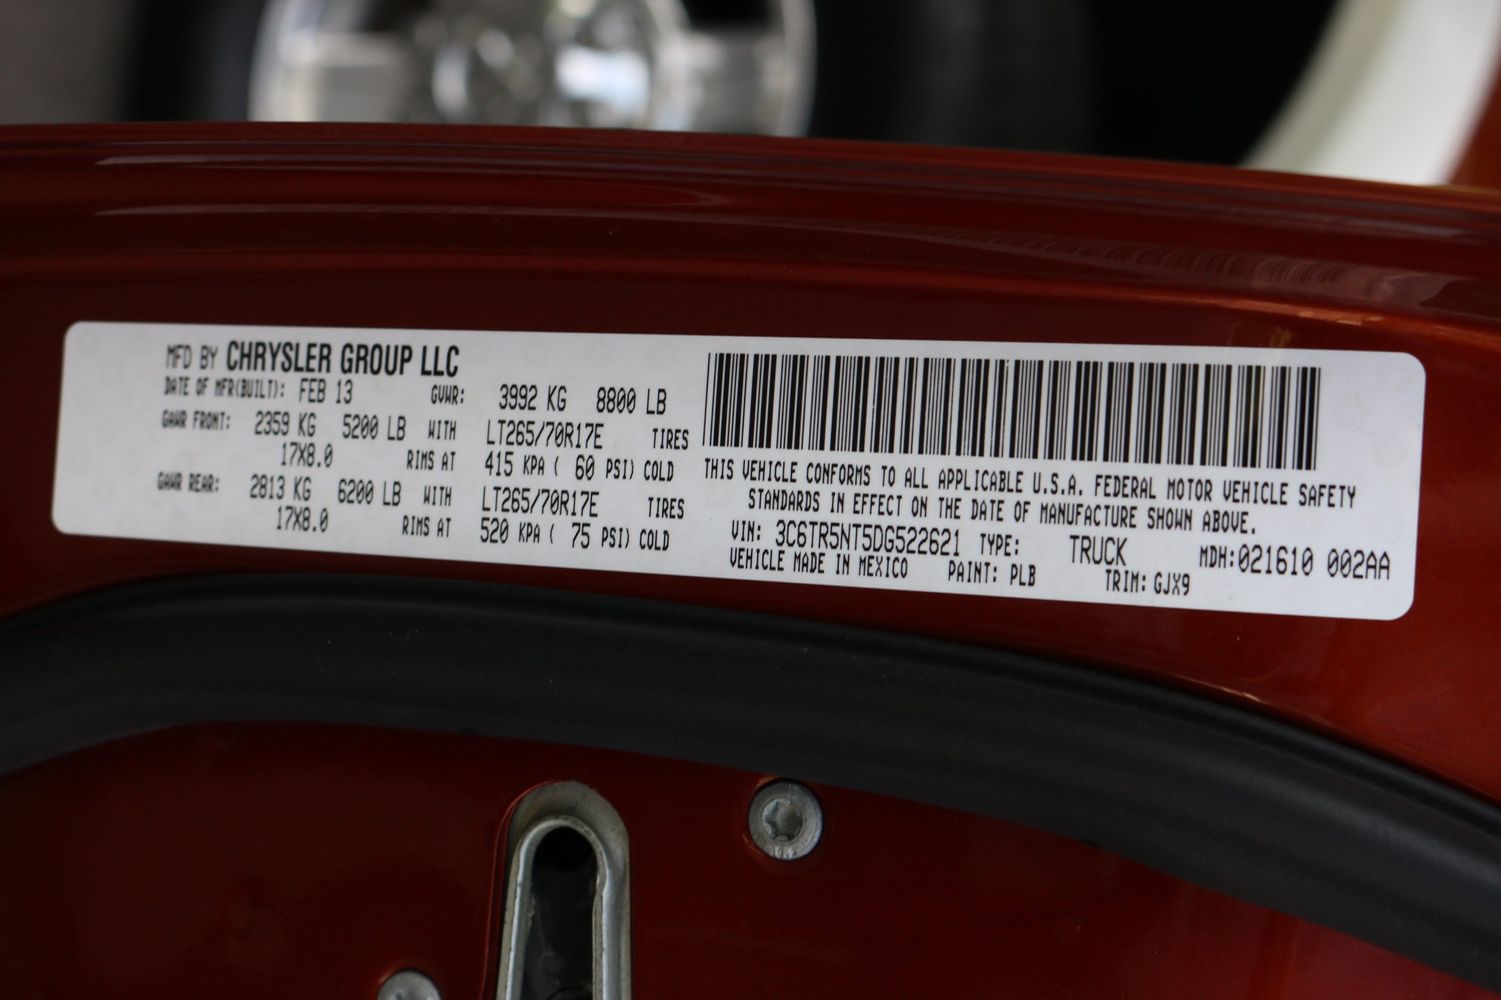 MFD BY CHRYSLER GROUP LLC
DATE OF MFR(BUILT): FEB 13 GVWR: 3992 KG 8800 LB
GAWR FRONT: 2359 KG 5200 LB WITH LT265/70R17E TIRES
17X8.0 RIMS AT 415 KPA ( 60 PSI) COLD
GAWR REAR: 2813 KG 6200 LB WITH LT265/70R17E TIRES
17X8.0 RIMS AT 520 KPA ( 75 PSI) COLD
THIS VEHICLE CONFORMS TO ALL APPLICABLE U.S.A. FEDERAL MOTOR VEHICLE SAFETY
STANDARDS IN EFFECT ON THE DATE OF MANUFACTURE SHOWN ABOVE.
VIN: 3C6TR5NT5DG522621 TYPE: TRUCK MDH:021610 002AA
VEHICLE MADE IN MEXICO PAINT: PLB TRIM: GJX9